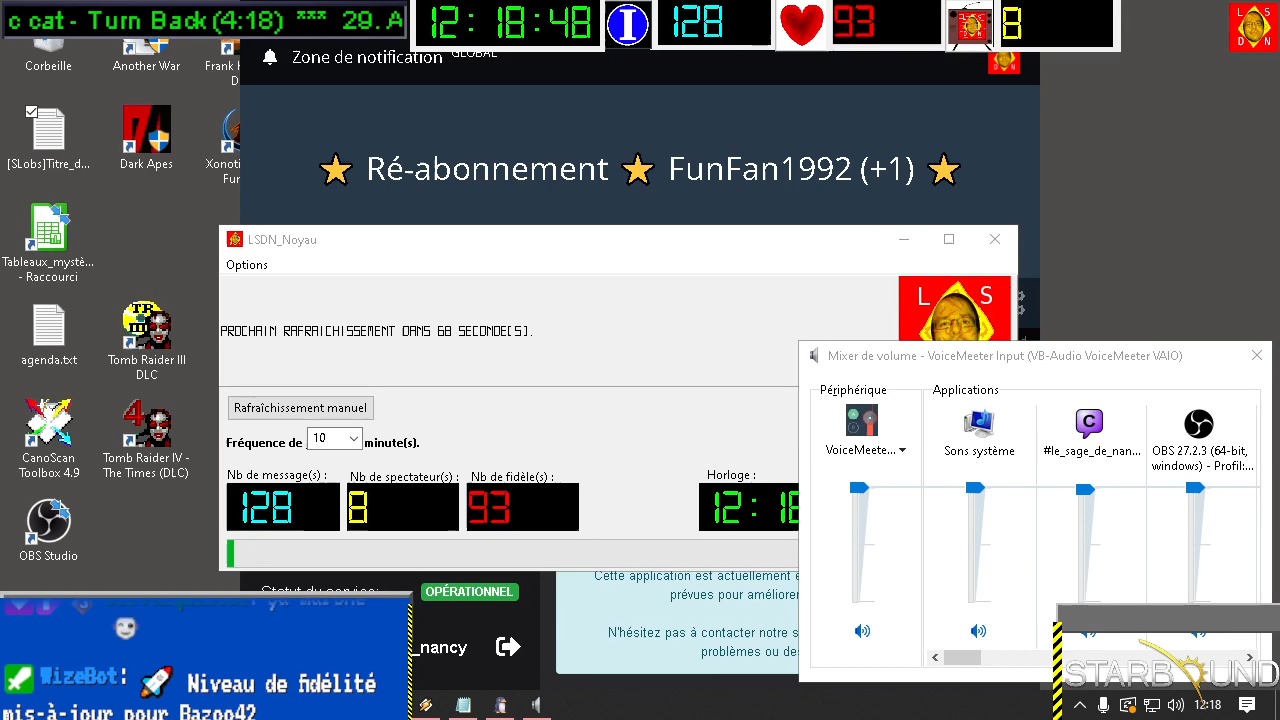 c cat - Turn Back (4:18) *** 29. A
12:18:48
128
93
8
L S
D N
Corbeille
Another War
Frank
D
Zone de notification GLOBAL
[SLobs]Titre_d...
Dark Apes
Xonoti
Fur
★ Ré-abonnement ★ FunFan1992 (+1) ★
Tableaux_mystè...
- Raccourci
LSDN_Noyau
Options
PROCHAIN RAFRAICHISSEMENT DANS 68 SECONDE(S).
L S
agenda.txt
Tomb Raider III
DLC
Rafraîchissement manuel
Fréquence de 10 minute(s).
CanoScan
Toolbox 4.9
Tomb Raider IV -
The Times (DLC)
Nb de message(s) :
Nb de spectateur(s) :
Nb de fidèle(s) :
Horloge :
128
8
93
12:18
OBS Studio
Mixer de volume - VoiceMeeter Input (VB-Audio VoiceMeeter VAIO)
Périphérique
Applications
VoiceMeete...
Sons système
#le_sage_de_nan...
OBS 27.2.3 (64-bit,
windows) - Profil:...
Statut du service:
OPÉRATIONNEL
Cette application est actuellement
prévues pour améliorer
N'hésitez pas à contacter notre s
problèmes ou des
_nancy
WizeBot: 🚀 Niveau de fidélité
mis-à-jour pour Bazoo42
STARBOUND
12:18